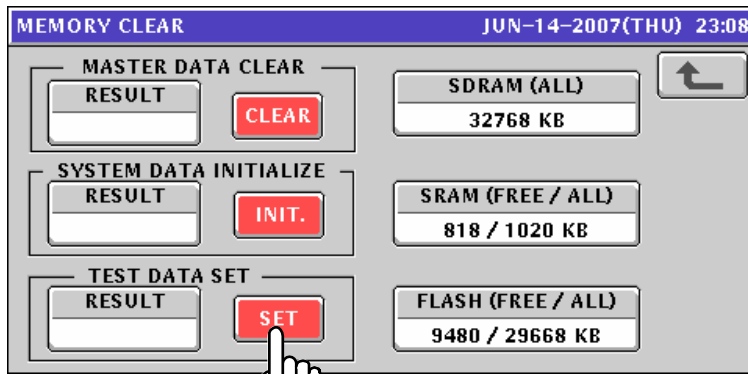 MEMORY CLEAR JUN-14-2007(THU) 23:08
MASTER DATA CLEAR
RESULT
CLEAR
SDRAM (ALL)
32768 KB
SYSTEM DATA INITIALIZE
RESULT
INIT.
SRAM (FREE / ALL)
818 / 1020 KB
TEST DATA SET
RESULT
SET
FLASH (FREE / ALL)
9480 / 29668 KB